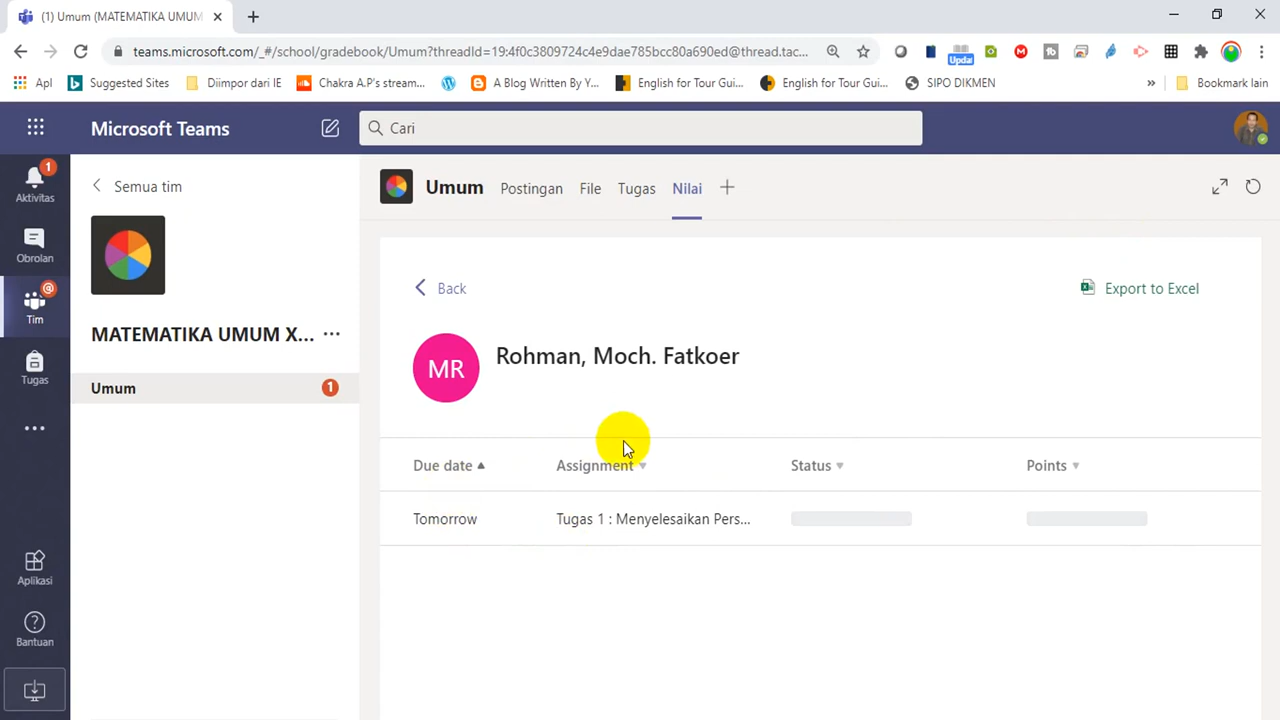 (1) Umum (MATEMATIKA UMUM
teams.microsoft.com/_#/school/gradebook/Umum?threadId=19:4f0c3809724c4e9dae785bcc80a690ed@thread.tac...
Upda
Apl
Suggested Sites
Diimpor dari IE
Chakra A.P's stream...
A Blog Written By Y...
English for Tour Gui...
English for Tour Gui...
SIPO DIKMEN
»
Bookmark lain
Microsoft Teams
Cari
1
Aktivitas
Obrolan
@
Tim
Tugas
Aplikasi
Bantuan
Semua tim
MATEMATIKA UMUM X...
Umum
1
Umum
Postingan
File
Tugas
Nilai
Back
Export to Excel
MR
Rohman, Moch. Fatkoer
Due date Assignment Status Points
Tomorrow Tugas 1 : Menyelesaikan Pers...